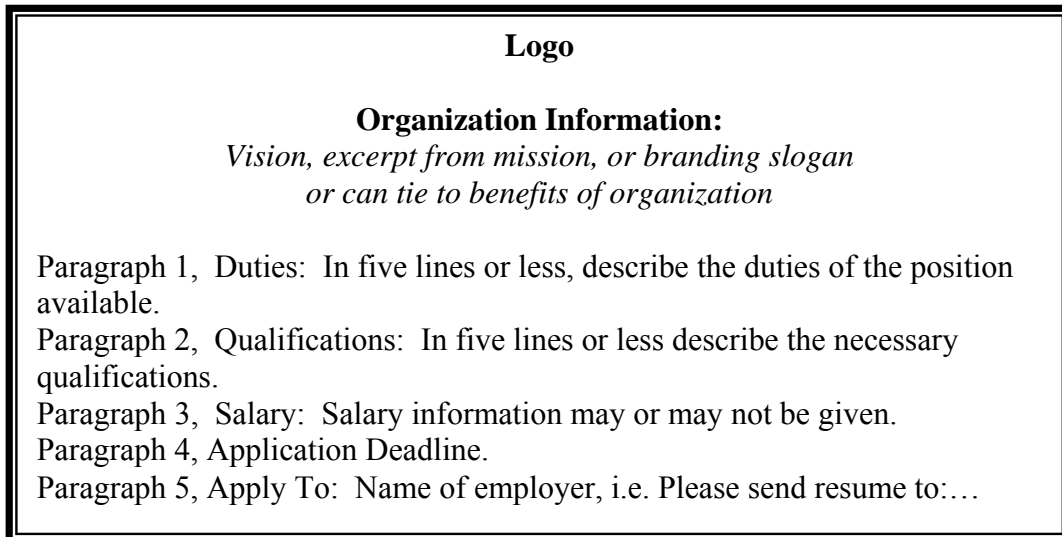 Logo
Organization Information:
Vision, excerpt from mission, or branding slogan
or can tie to benefits of organization
Paragraph 1,  Duties:  In five lines or less, describe the duties of the position
available.
Paragraph 2,  Qualifications:  In five lines or less describe the necessary
qualifications.
Paragraph 3,  Salary:  Salary information may or may not be given.
Paragraph 4, Application Deadline.
Paragraph 5, Apply To:  Name of employer, i.e. Please send resume to:…